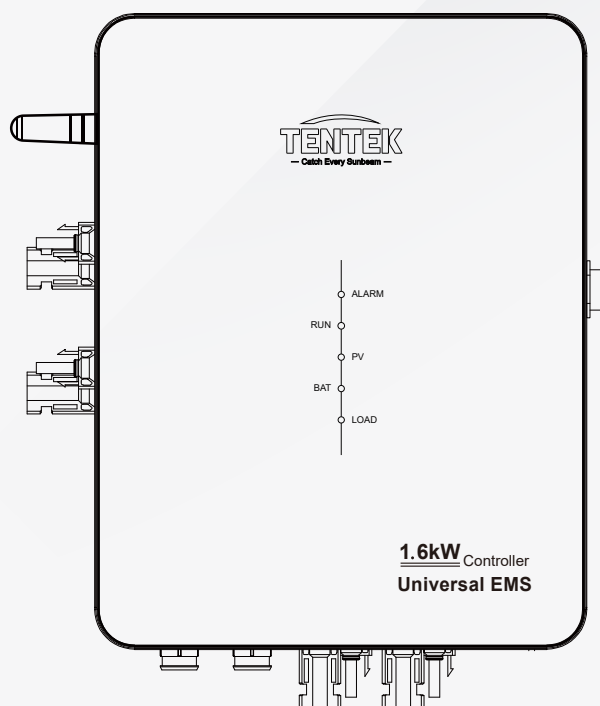 TENTEK
— Catch Every Sunbeam —
ALARM
RUN
PV
BAT
LOAD
1.6kW Controller
Universal EMS